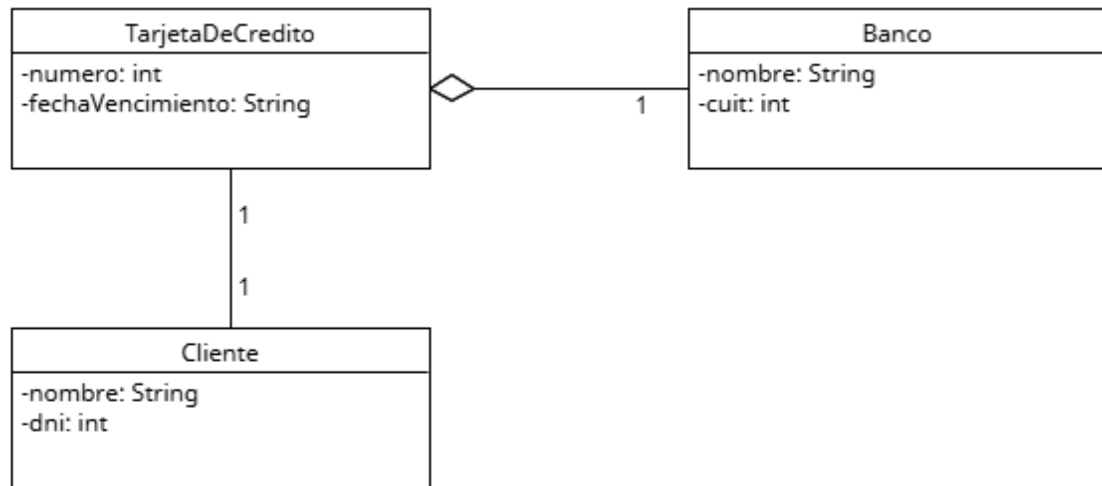 TarjetaDeCredito
-numero: int
-fechaVencimiento: String
Banco
-nombre: String
-cuit: int
1
1
1
Cliente
-nombre: String
-dni: int